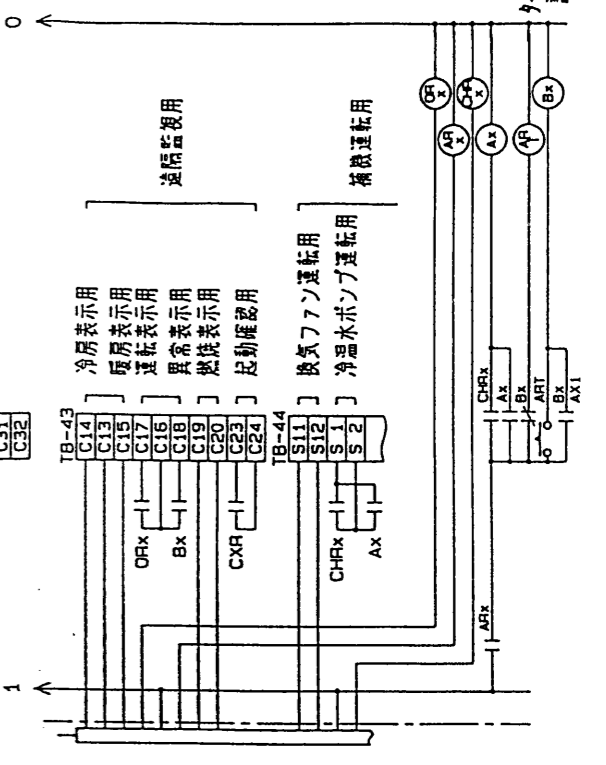 0
1
C31
C32
TB-43
C14
C13
C15
C17
C16
C18
C19
C20
C23
C24
冷房表示用
暖房表示用
運転表示用
異常表示用
燃焼表示用
起動確認用
遠隔監視用
TB-44
S11
S12
S 1
S 2
換気ファン運転用
冷温水ポンプ運転用
補機運転用
ORx
Bx
CXR
CHRx
Ax
ARx
CHRx
Ax
Bx
ART
Bx
AX1
ARx
CHRx
Ax
Bx